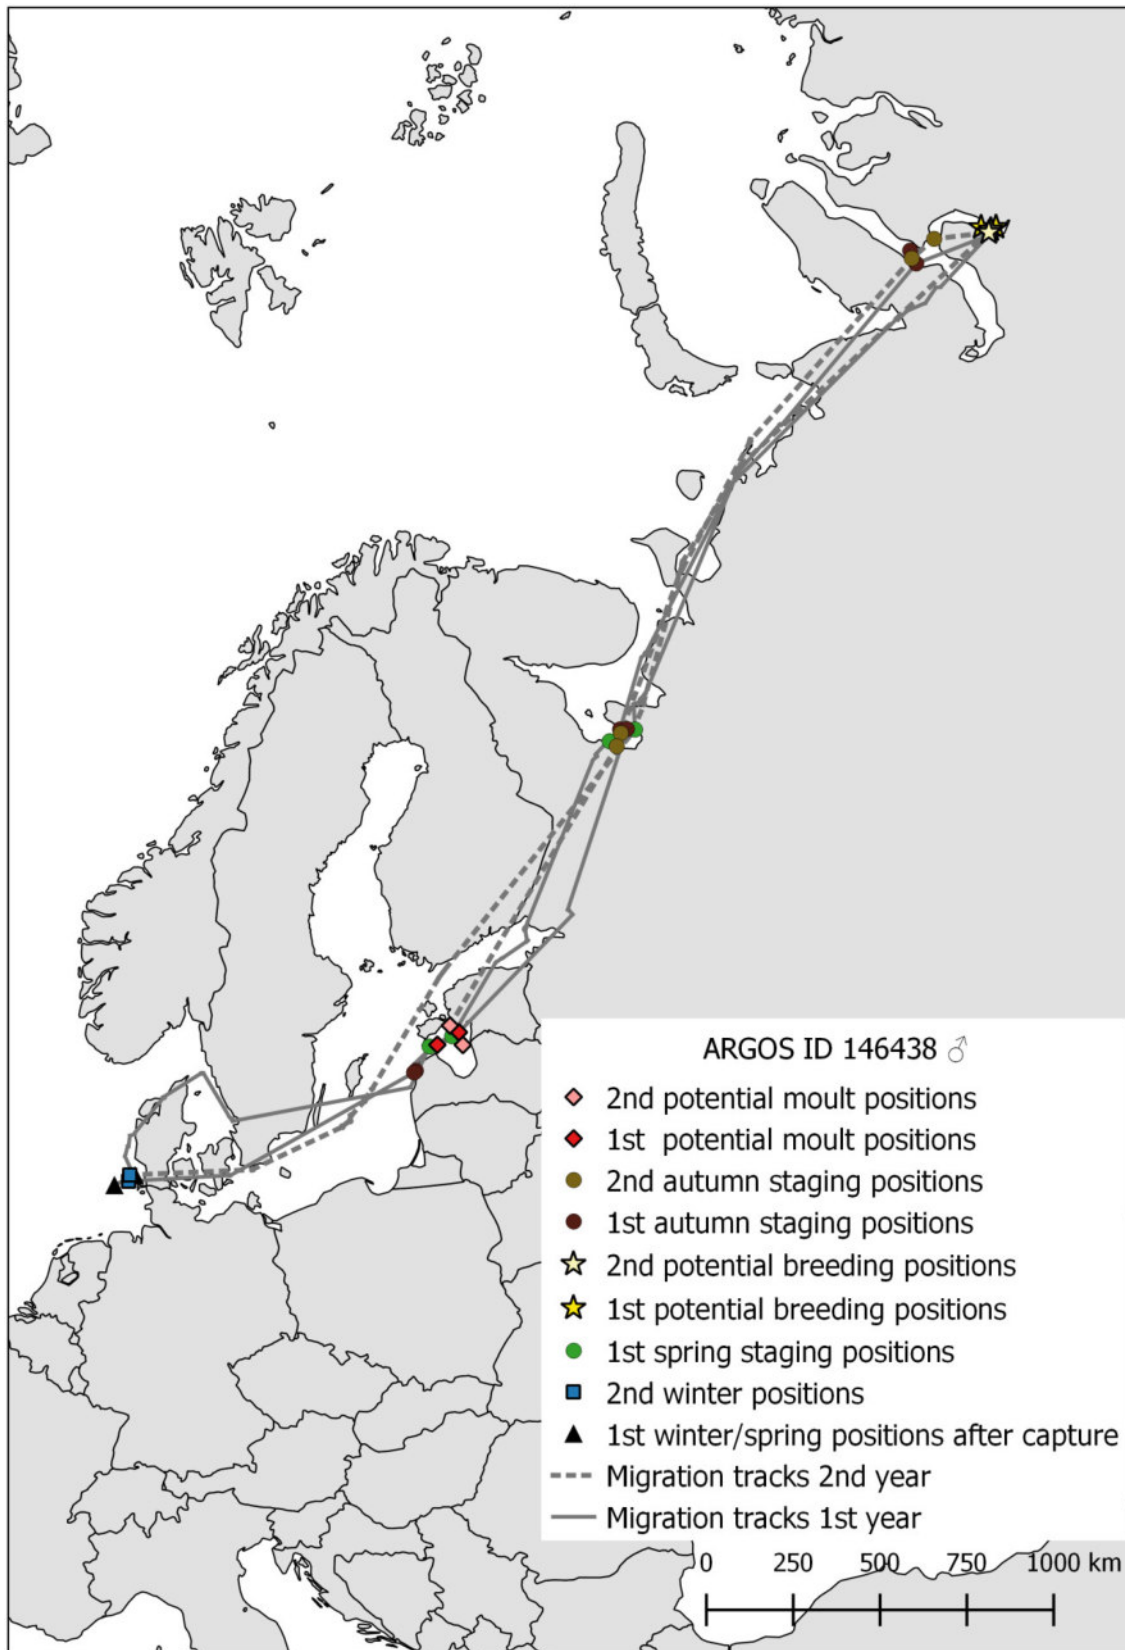 ARGOS ID 146438 ♂
2nd potential moult positions
1st potential moult positions
2nd autumn staging positions
1st autumn staging positions
2nd potential breeding positions
1st potential breeding positions
1st spring staging positions
2nd winter positions
1st winter/spring positions after capture
Migration tracks 2nd year
Migration tracks 1st year
0 250 500 750 1000 km